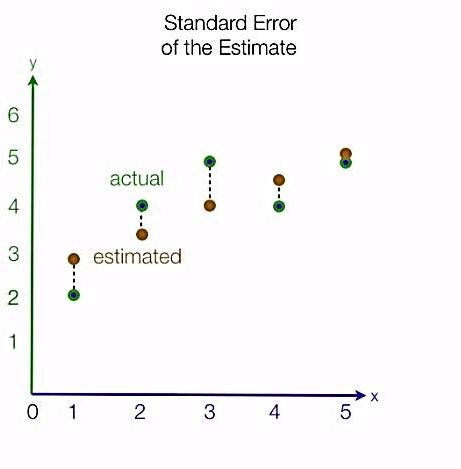 Standard Error
of the Estimate
y
6
5
actual
4
3
estimated
2
1
x
0 1 2 3 4 5